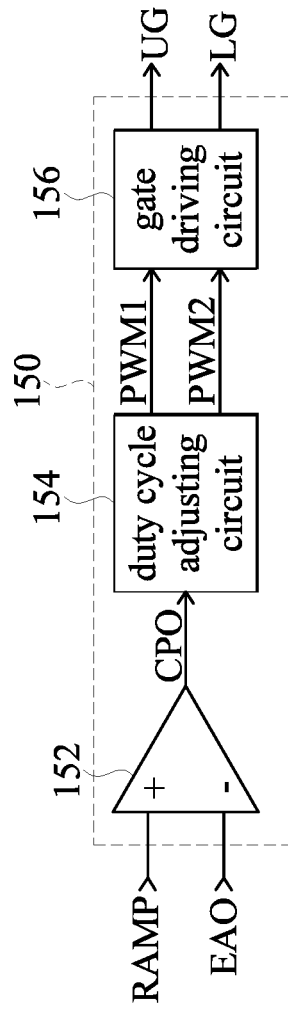 150
152
154
156
RAMP
+
EAO
-
CPO
duty cycle
adjusting
circuit
PWM1
PWM2
gate
driving
circuit
UG
LG